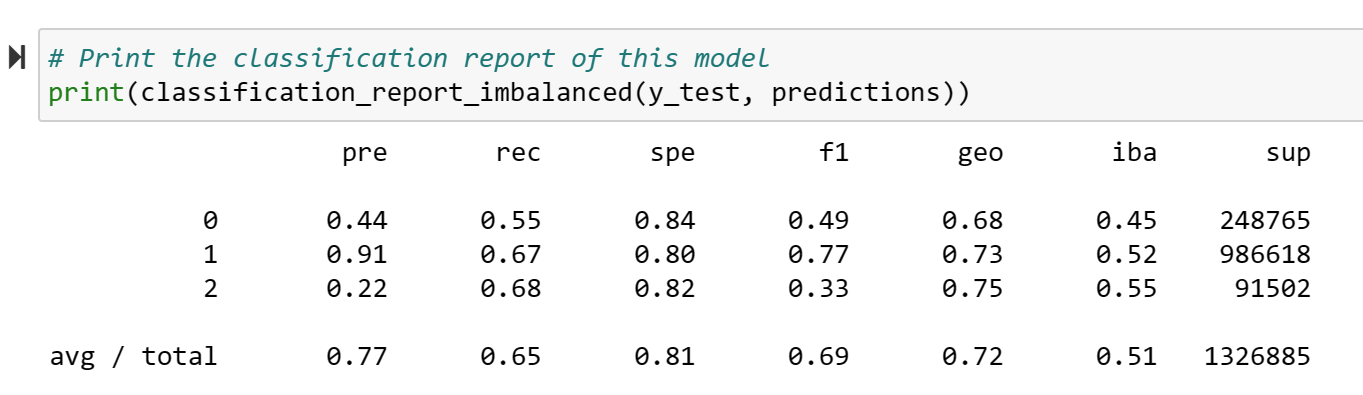 # Print the classification report of this model
print(classification_report_imbalanced(y_test, predictions))
pre rec spe f1 geo iba sup
0 0.44 0.55 0.84 0.49 0.68 0.45 248765
1 0.91 0.67 0.80 0.77 0.73 0.52 986618
2 0.22 0.68 0.82 0.33 0.75 0.55 91502
avg / total 0.77 0.65 0.81 0.69 0.72 0.51 1326885